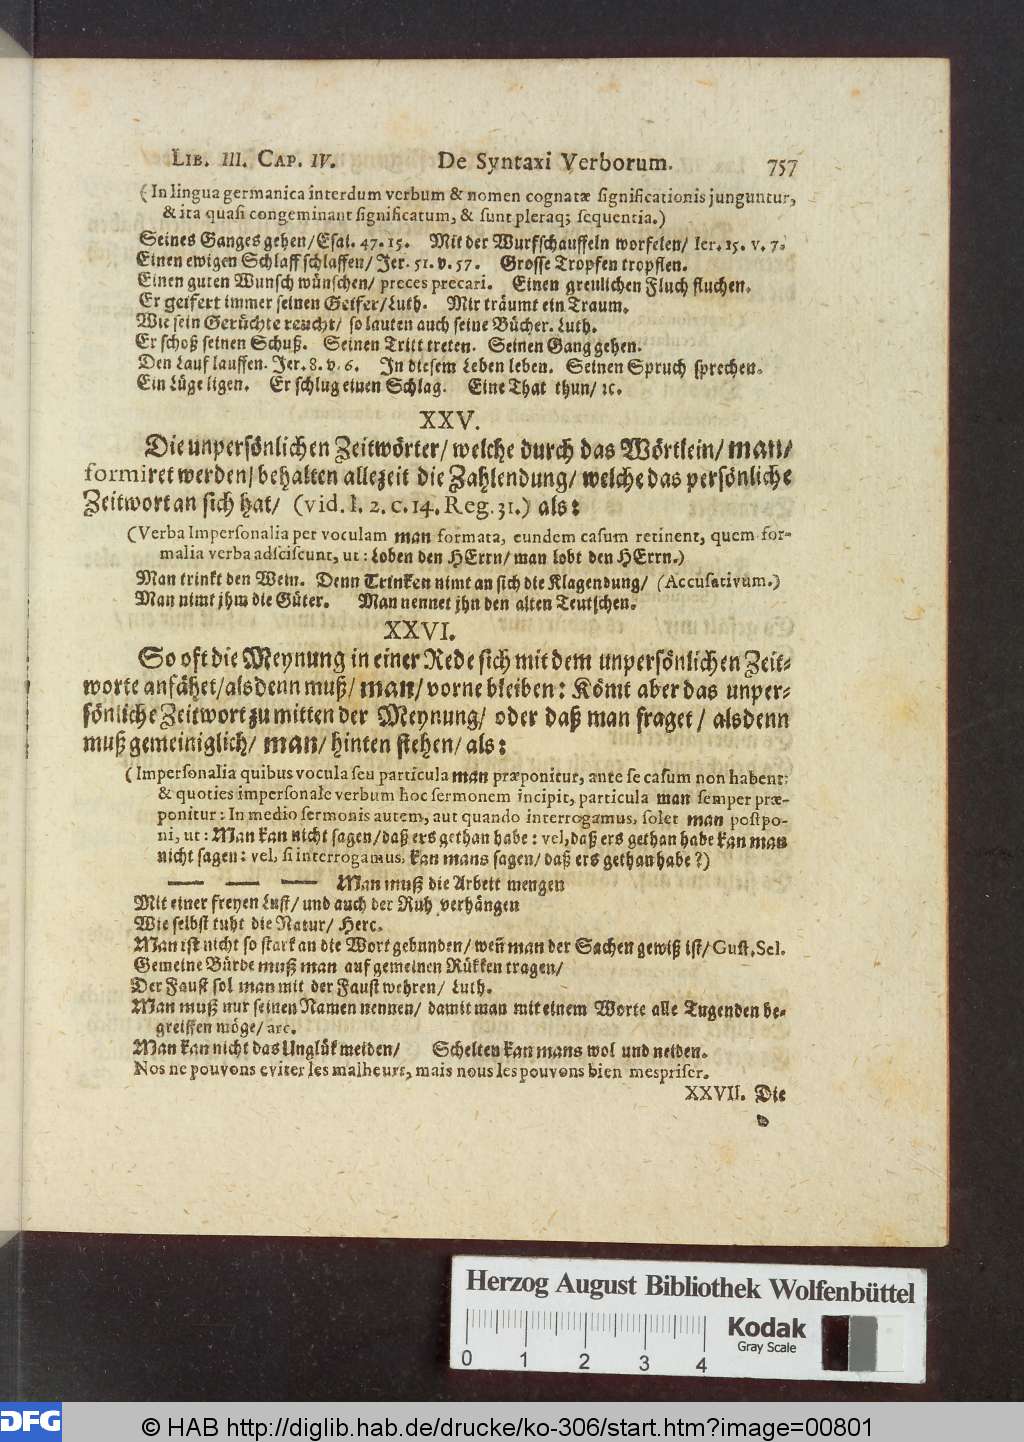 LIB. III. CAP. IV. De Syntaxi Verborum. 757
(In lingua germanica interdum verbum & nomen cognatæ significationis junguntur,
& ita quasi congeminant significatum, & sunt pleraq; sequentia.)
Seines Ganges gehen/Esai. 47. 15. Mit der Wurfschauffeln worfelen/ Ier. 15. v. 7.
Einen ewigen Schlaff schlaffen/ Jer. 51. v. 57. Grosse Tropfen tropflen.
Einen guten Wunsch wünschen/ preces precari. Einen greulichen Fluch fluchen.
Er geifert immer seinen Geifer/Luth. Mir träumt ein Traum.
Wie sein Gerüchte reucht/ so lauten auch seine Bücher. Luth.
Er schoß seinen Schuß. Seinen Tritt treten. Seinen Gang gehen.
Den Lauf lauffen. Jer. 8. v. 6. In diesem Leben leben. Seinen Spruch sprechen.
Ein Lüge ligen. Er schlug einen Schlag. Eine That thun/ ꝛc.
XXV.
Die unpersönlichen Zeitwörter/ welche durch das Wörtlein/ man/
formiret werden/ behalten allezeit die Zahlendung/ welche das persönliche
Zeitwort an sich hat/ (vid. l. 2. c. 14. Reg. 31.) als:
(Verba Impersonalia per voculam man formata, eundem casum retinent, quem for-
malia verba adsciscunt, ut: Loben den HErrn/ man lobt den HErrn.)
Man trinkt den Wein. Denn Trinken nimt an sich die Klagendung/ (Accusativum.)
Man nimt jhm die Güter. Man nennet jhn den alten Teutschen.
XXVI.
So oft die Meynung in einer Rede sich mit dem unpersönlichen Zeit-
worte anfähet/alsdenn muß/ man/ vorne bleiben: Kömt aber das unper-
sönliche Zeitwort zu mitten der Meynung/ oder daß man fraget/ alsdenn
muß gemeiniglich/ man/ hinten stehen/ als:
(Impersonalia quibus vocula seu particula man præponitur, ante se casum non habent:
& quoties impersonale verbum hoc sermonem incipit, particula man semper præ-
ponitur: In medio sermonis autem, aut quando interrogamus, solet man postpo-
ni, ut: Man kan nicht sagen/daß ers gethan habe: vel, daß ers gethan habe kan man
nicht sagen: vel, si interrogamus, kan mans sagen/ daß ers gethan habe?)
— — — Man muß die Arbeit mengen
Mit einer freyen Lust/ und auch der Ruh verhängen
Wie selbst tuht die Natur/ Herc.
Man ist nicht so stark an die Wort gebunden/ weñ man der Sachen gewiß ist/ Gust. Sel.
Gemeine Bürde muß man auf gemeinen Rükken tragen/
Der Faust sol man mit der Faust wehren/ Luth.
Man muß nur seinen Namen nennen/ damit man mit einem Worte alle Tugenden be-
greiffen möge/ arc.
Man kan nicht das Unglük meiden/ Schelten kan mans wol und neiden.
Nos ne pouvons eviter les malheurs, mais nous les pouvons bien mespriser.
XXVII. Die
Herzog August Bibliothek Wolfenbüttel
0 1 2 3 4
Kodak
Gray Scale
DFG
© HAB http://diglib.hab.de/drucke/ko-306/start.htm?image=00801